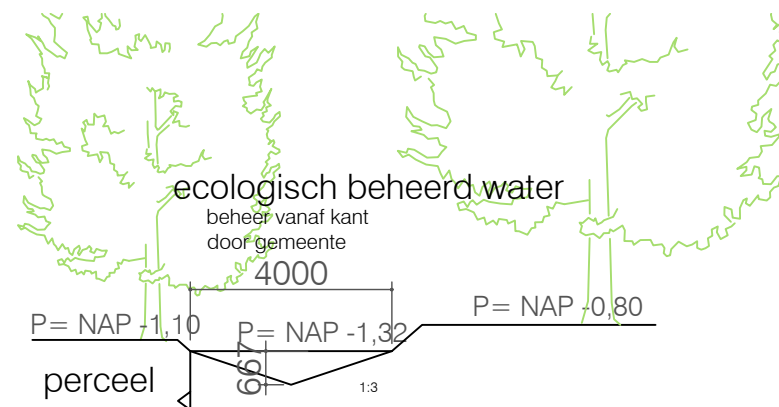 ecologisch beheerd water
beheer vanaf kant
door gemeente
4000
P= NAP -0,80
P= NAP -1,10
P= NAP -1,32
667
perceel
1:3